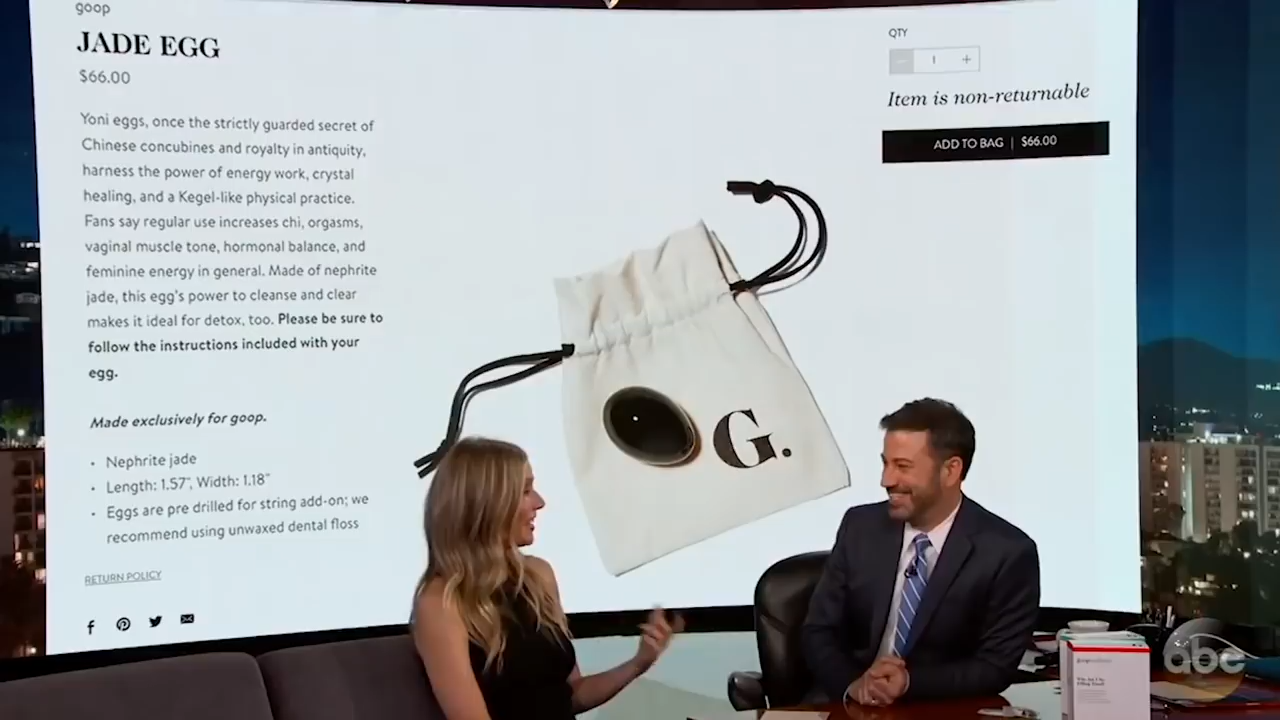 goop
JADE EGG
$66.00
Yoni eggs, once the strictly guarded secret of
Chinese concubines and royalty in antiquity,
harness the power of energy work, crystal
healing, and a Kegel-like physical practice.
Fans say regular use increases chi, orgasms,
vaginal muscle tone, hormonal balance, and
feminine energy in general. Made of nephrite
jade, this egg's power to cleanse and clear
makes it ideal for detox, too. Please be sure to
follow the instructions included with your
egg.
Made exclusively for goop.
• Nephrite jade
• Length: 1.57", Width: 1.18"
• Eggs are pre drilled for string add-on; we
recommend using unwaxed dental floss
RETURN POLICY
QTY
- 1 +
Item is non-returnable
ADD TO BAG | $66.00
G.
abc